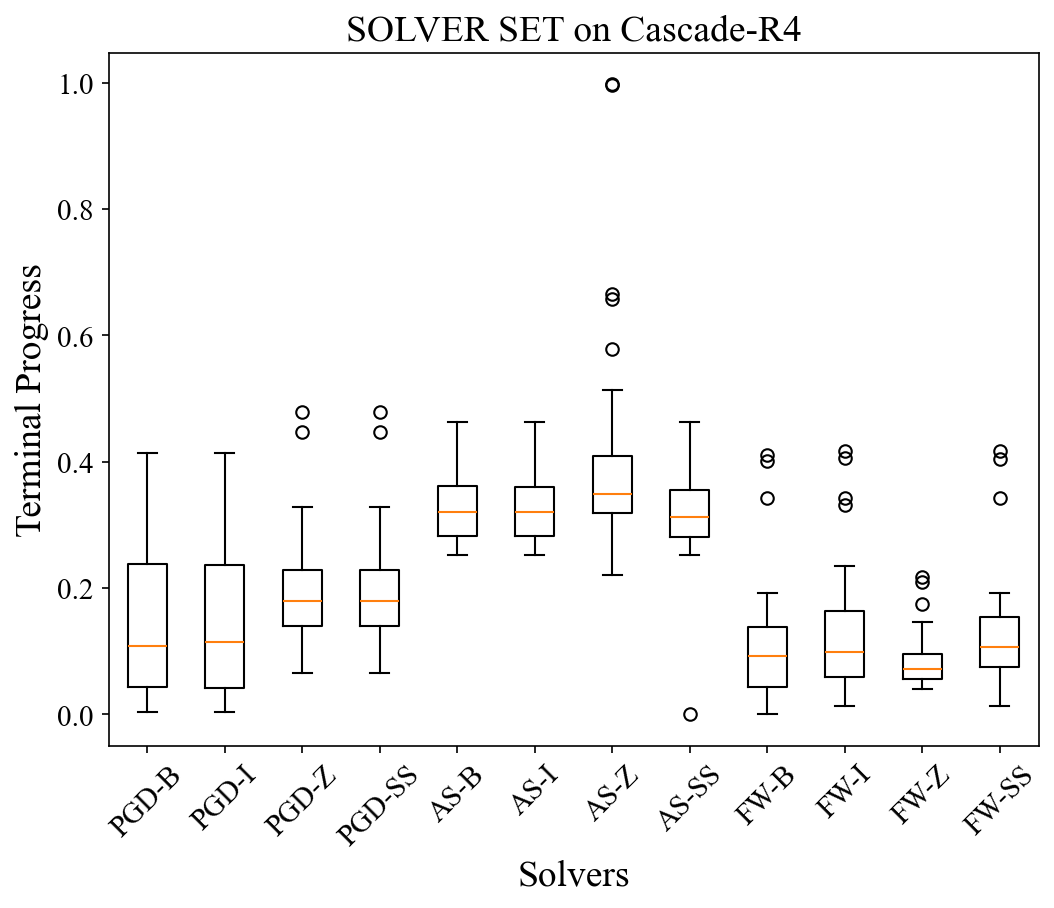 SOLVER SET on Cascade-R4
Terminal Progress
1.0
0.8
0.6
0.4
0.2
0.0
PGD-B
PGD-I
PGD-Z
PGD-SS
AS-B
AS-I
AS-Z
AS-SS
FW-B
FW-I
FW-Z
FW-SS
Solvers